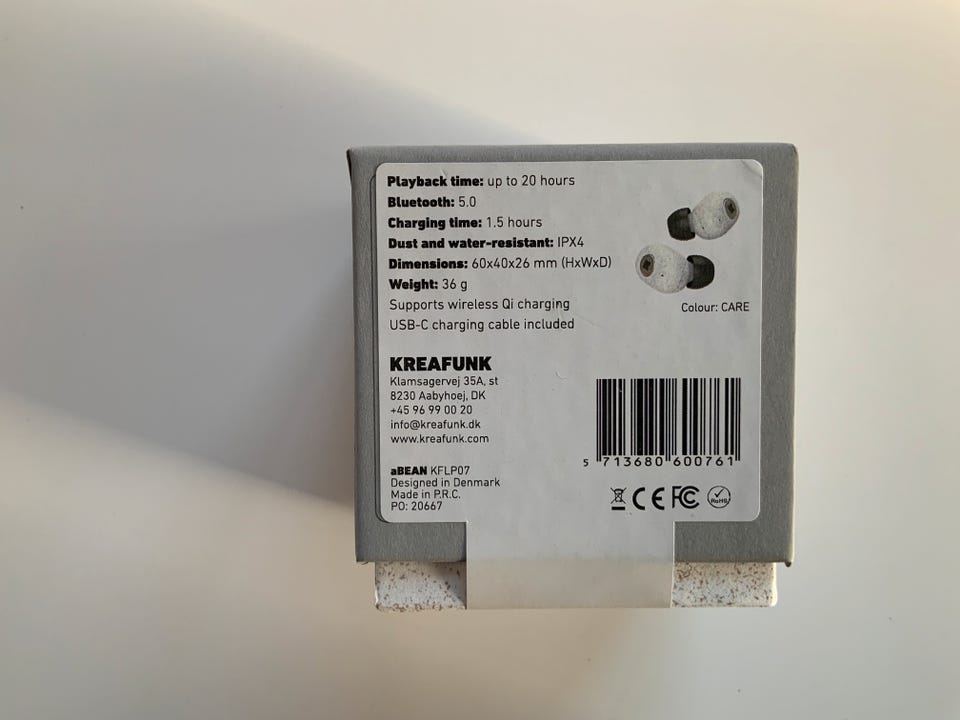 Playback time: up to 20 hours
Bluetooth: 5.0
Charging time: 1.5 hours
Dust and water-resistant: IPX4
Dimensions: 60x40x26 mm (HxWxD)
Weight: 36 g
Supports wireless Qi charging
USB-C charging cable included
Colour: CARE
KREAFUNK
Klamsagervej 35A, st
8230 Aabyhoej, DK
+45 96 99 00 20
info@kreafunk.dk
www.kreafunk.com
5 713680 600761
aBEAN KFLP07
Designed in Denmark
Made in P.R.C.
PO: 20667
CE FC RoHS